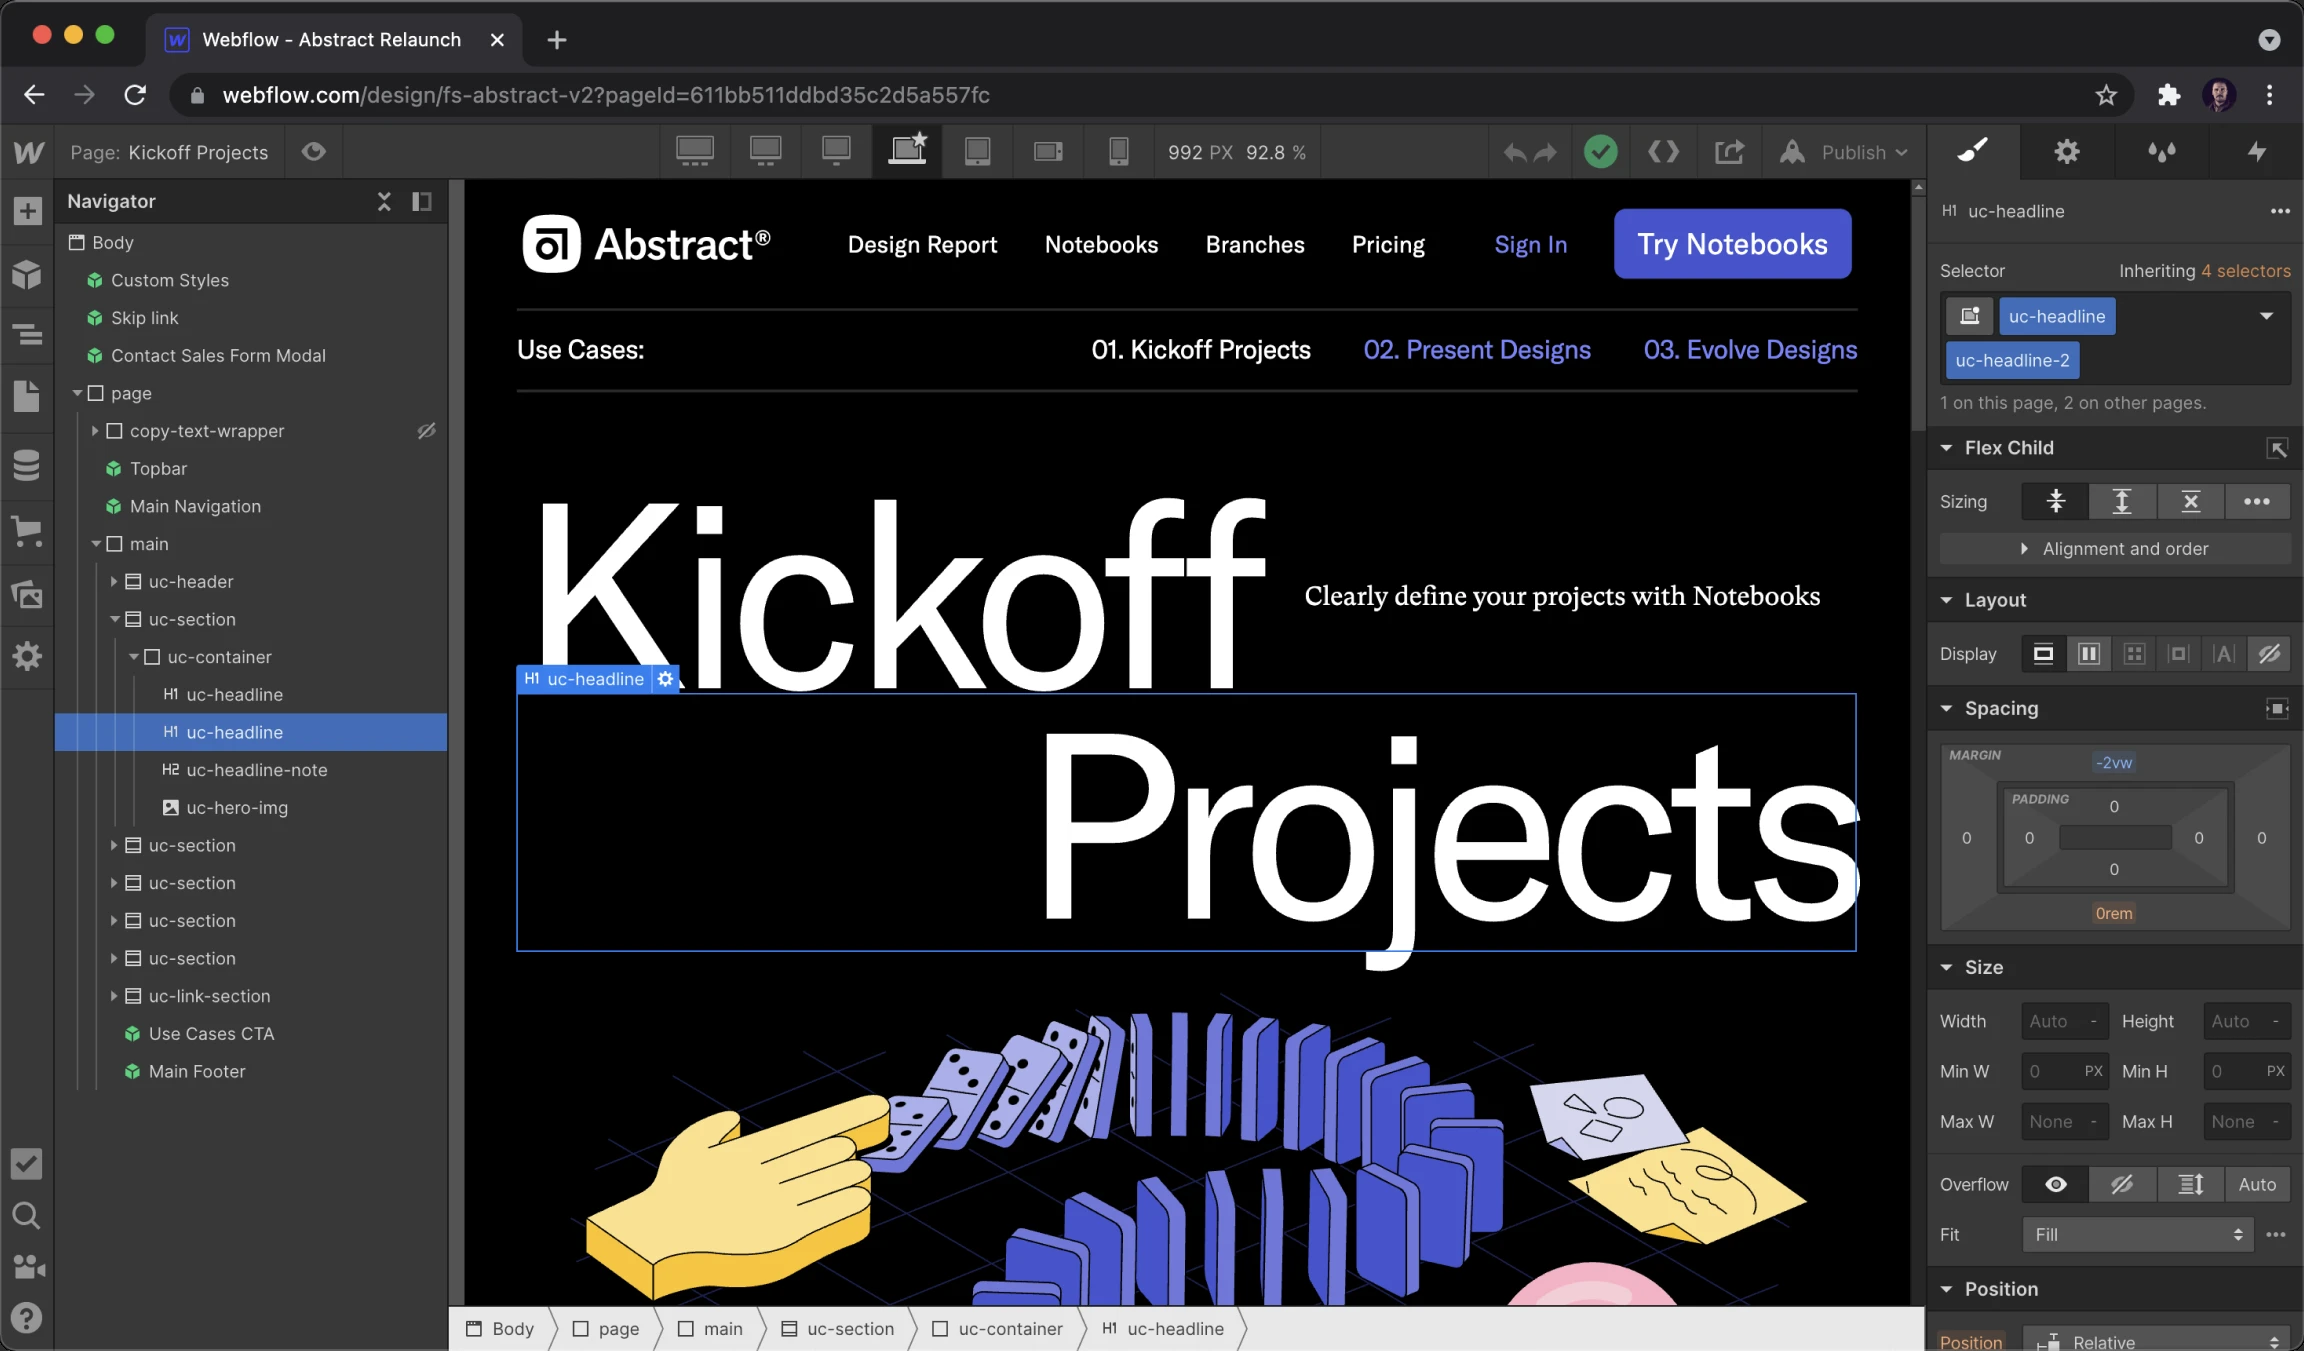 Webflow - Abstract Relaunch
webflow.com/design/fs-abstract-v2?pageId=611bb511ddbd35c2d5a557fc
Page: Kickoff Projects
992 PX 92.8 %
Publish
Navigator
Body
Custom Styles
Skip link
Contact Sales Form Modal
page
copy-text-wrapper
Topbar
Main Navigation
main
uc-header
uc-section
uc-container
H1 uc-headline
H1 uc-headline
H2 uc-headline-note
uc-hero-img
uc-section
uc-section
uc-section
uc-section
uc-link-section
Use Cases CTA
Main Footer
Abstract®
Design Report
Notebooks
Branches
Pricing
Sign In
Try Notebooks
Use Cases:
01. Kickoff Projects
02. Present Designs
03. Evolve Designs
Kickoff
Clearly define your projects with Notebooks
H1 uc-headline
Projects
Body
page
main
uc-section
uc-container
H1 uc-headline
H1 uc-headline
Selector
Inheriting 4 selectors
uc-headline
uc-headline-2
1 on this page, 2 on other pages.
Flex Child
Sizing
Alignment and order
Layout
Display
Spacing
MARGIN
-2vw
PADDING
0
0 0 0 0
0
0rem
Size
Width Auto - Height Auto -
Min W 0 PX Min H 0 PX
Max W None - Max H None -
Overflow Auto
Fit Fill
Position
Position Relative